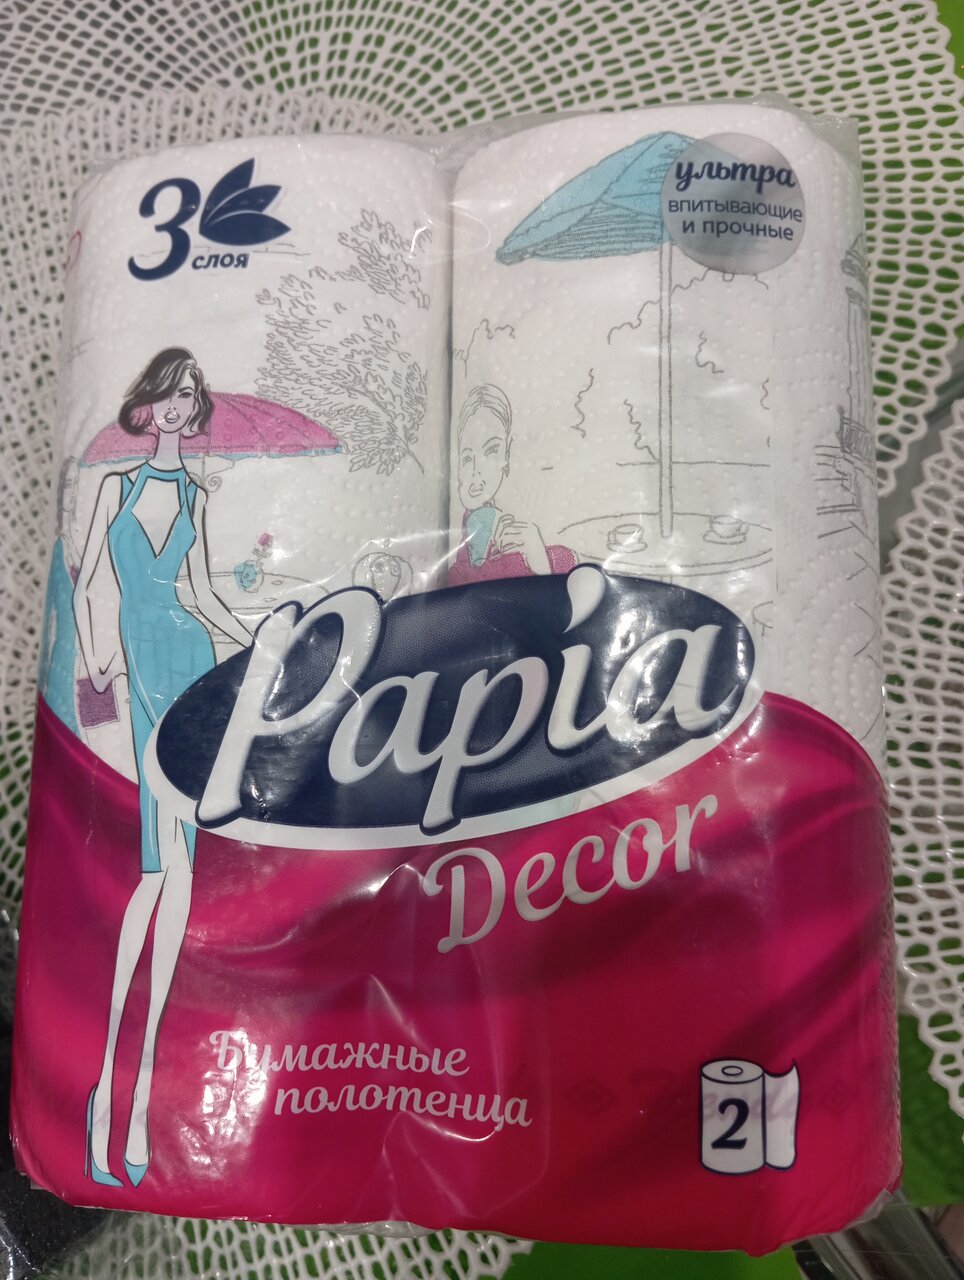 3
слоя
ультра
впитывающие
и прочные
Papia
Decor
Бумажные
полотенца
2